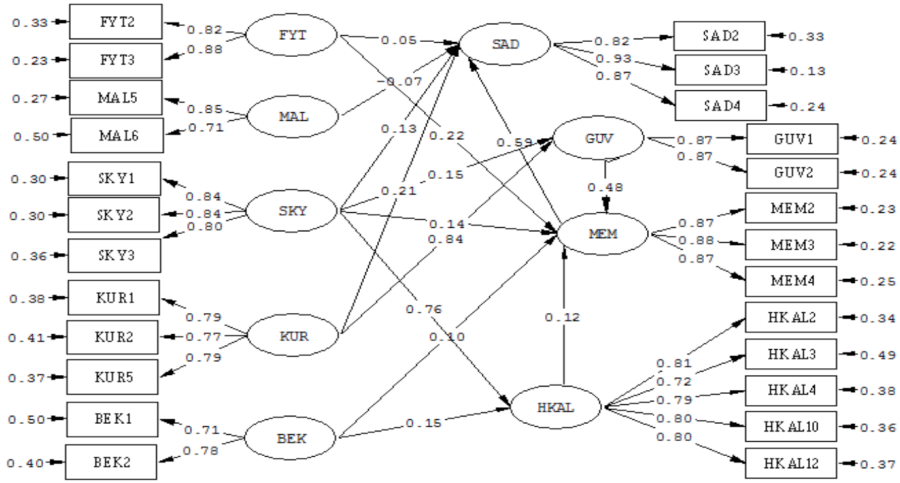 0.33 FYT2 0.82 FYT 0.05 SAD 0.82 SAD2 0.33
0.23 FYT3 0.88 0.93 SAD3 0.13
0.27 MAL5 0.85 MAL -0.07 0.87 SAD4 0.24
0.50 MAL6 0.71 0.13 0.22 0.59 GUV 0.87 GUV1 0.24
0.30 SKY1 0.84 0.21 0.15 0.87 GUV2 0.24
0.30 SKY2 0.84 SKY 0.14 0.48 0.87 MEM2 0.23
0.36 SKY3 0.80 0.84 MEM 0.88 MEM3 0.22
0.87 MEM4 0.25
0.38 KUR1 0.79 0.76 0.12 HKAL2 0.34
0.41 KUR2 0.77 KUR 0.10 0.81 HKAL3 0.49
0.37 KUR5 0.79 0.72 HKAL4 0.38
0.50 BEK1 0.71 BEK 0.15 HKAL 0.79 HKAL10 0.36
0.40 BEK2 0.78 0.80 HKAL12 0.37
0.80